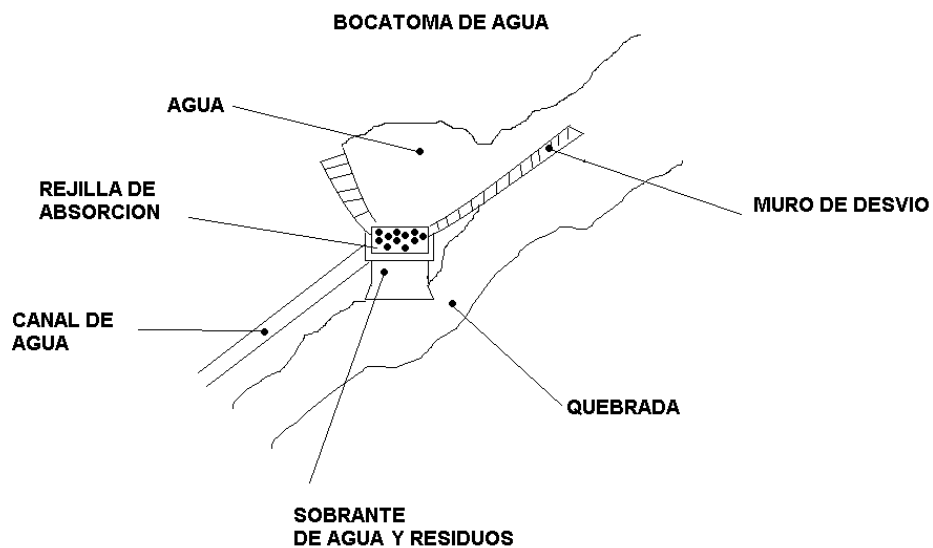 BOCATOMA DE AGUA
AGUA
REJILLA DE
ABSORCION
MURO DE DESVIO
CANAL DE
AGUA
QUEBRADA
SOBRANTE
DE AGUA Y RESIDUOS